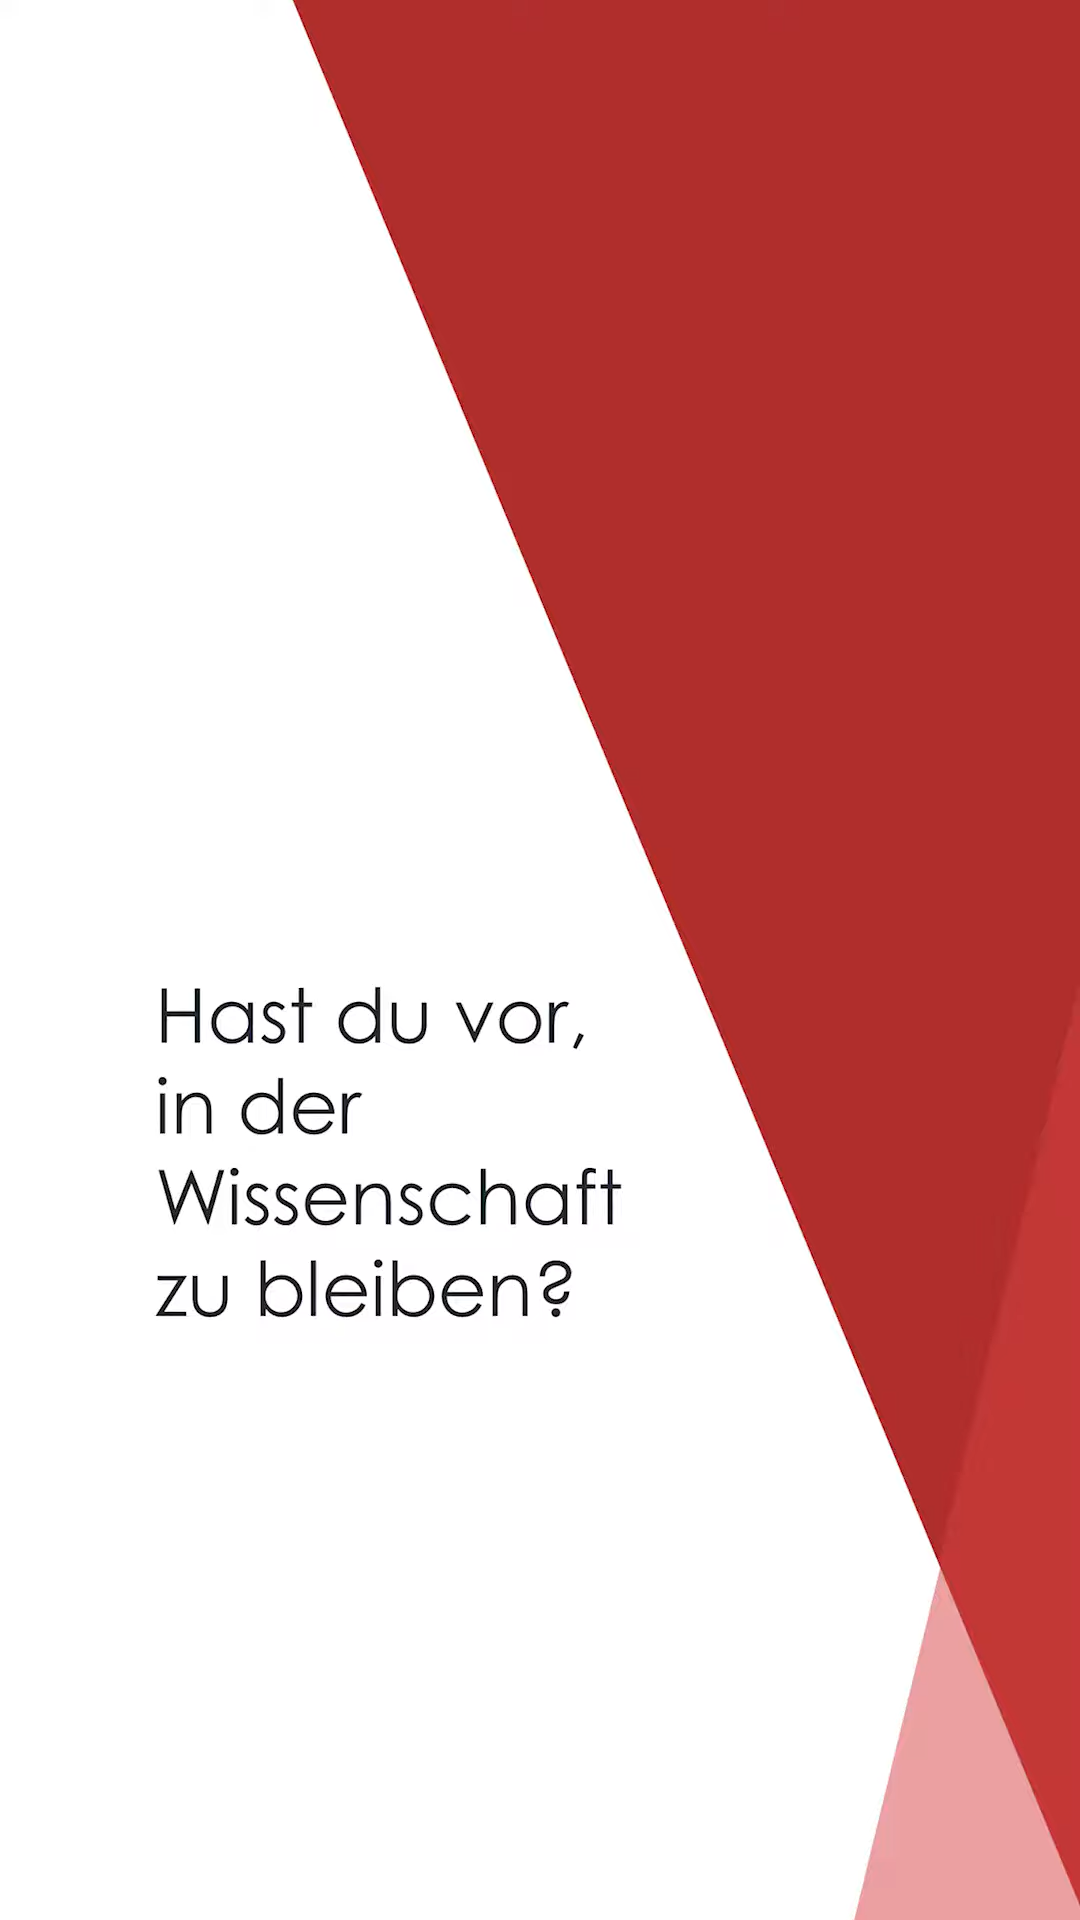 Hast du vor,
in der
Wissenschaft
zu bleiben?